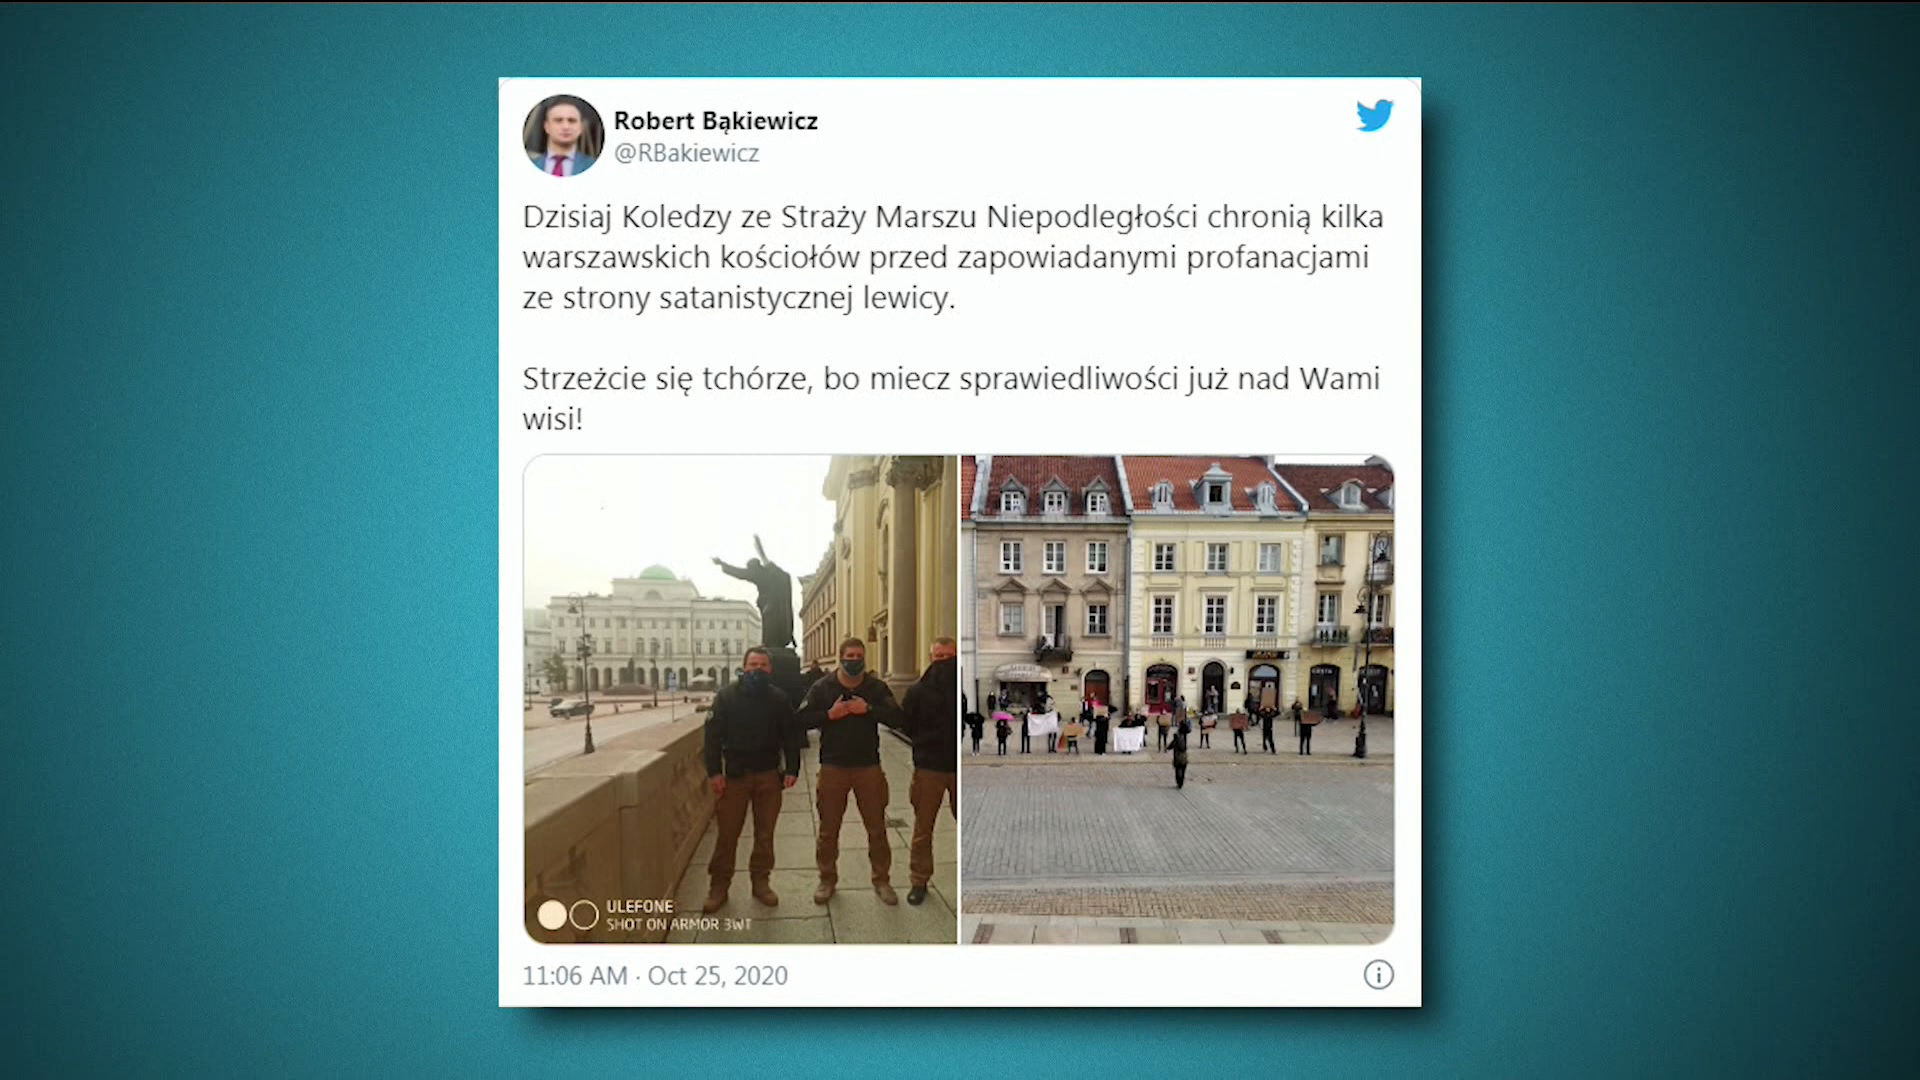 Robert Bąkiewicz
@RBakiewicz
Dzisiaj Koledzy ze Straży Marszu Niepodległości chronią kilka
warszawskich kościołów przed zapowiadanymi profanacjami
ze strony satanistycznej lewicy.
Strzeżcie się tchórze, bo miecz sprawiedliwości już nad Wami
wisi!
ULEFONE
SHOT ON ARMOR 3WT
11:06 AM · Oct 25, 2020